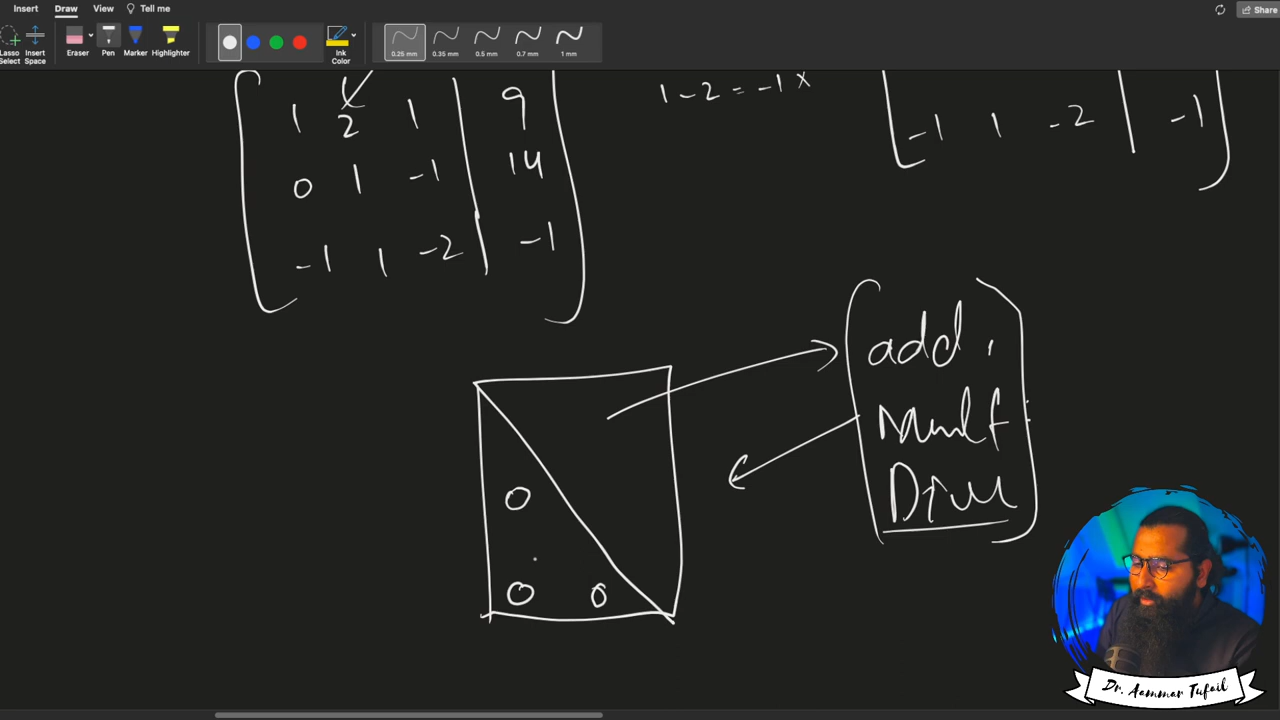 Insert Draw View Tell me
Share
Lasso Select
Insert Space
Eraser
Pen
Marker
Highlighter
Ink Color
0.25 mm
0.35 mm
0.5 mm
0.7 mm
1 mm
1 2 1 | 9
0 1 -1 | 14
-1 1 -2 | -1
1 - 2 = -1 x
-1 1 -2 | -1
add.
0
0 0
Dr. Aammar Tufail